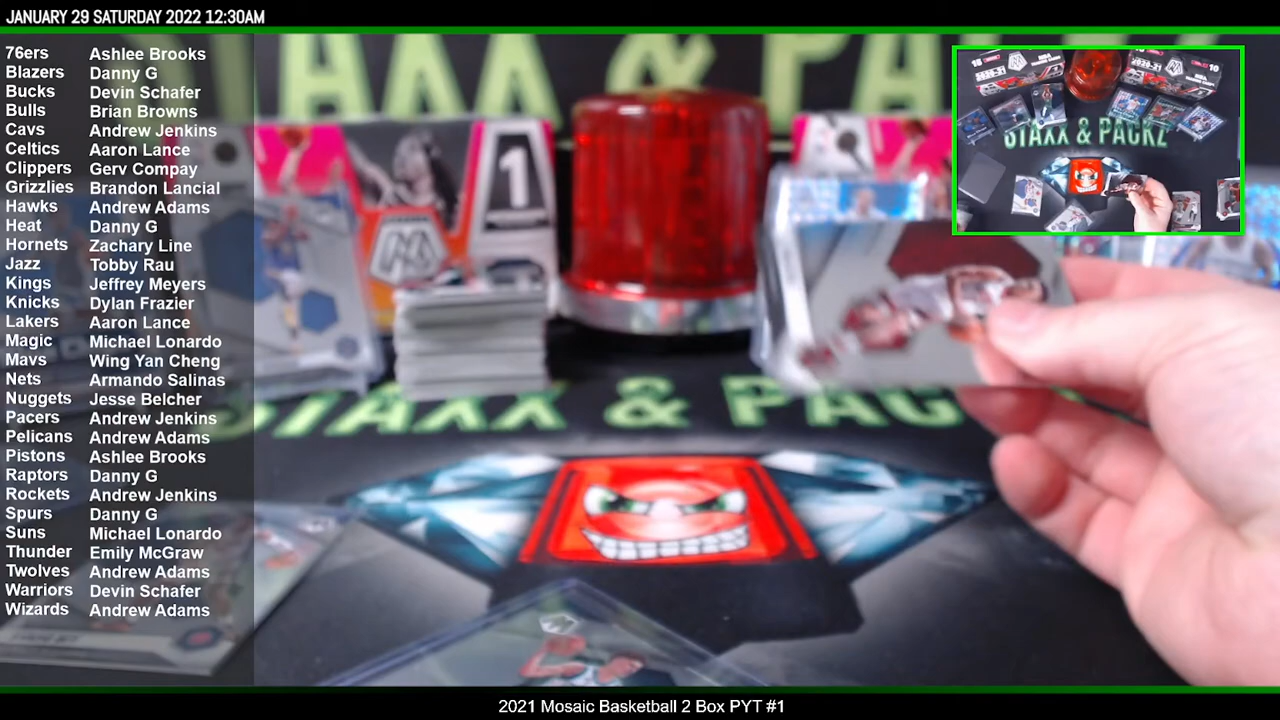 JANUARY 29 SATURDAY 2022 12:30AM
76ers Ashlee Brooks
Blazers Danny G
Bucks Devin Schafer
Bulls Brian Browns
Cavs Andrew Jenkins
Celtics Aaron Lance
Clippers Gerv Compay
Grizzlies Brandon Lancial
Hawks Andrew Adams
Heat Danny G
Hornets Zachary Line
Jazz Tobby Rau
Kings Jeffrey Meyers
Knicks Dylan Frazier
Lakers Aaron Lance
Magic Michael Lonardo
Mavs Wing Yan Cheng
Nets Armando Salinas
Nuggets Jesse Belcher
Pacers Andrew Jenkins
Pelicans Andrew Adams
Pistons Ashlee Brooks
Raptors Danny G
Rockets Andrew Jenkins
Spurs Danny G
Suns Michael Lonardo
Thunder Emily McGraw
Twolves Andrew Adams
Warriors Devin Schafer
Wizards Andrew Adams
STAXX & PA
1
STAXX & PAC
STAXX & PACKZ
2021 Mosaic Basketball 2 Box PYT #1